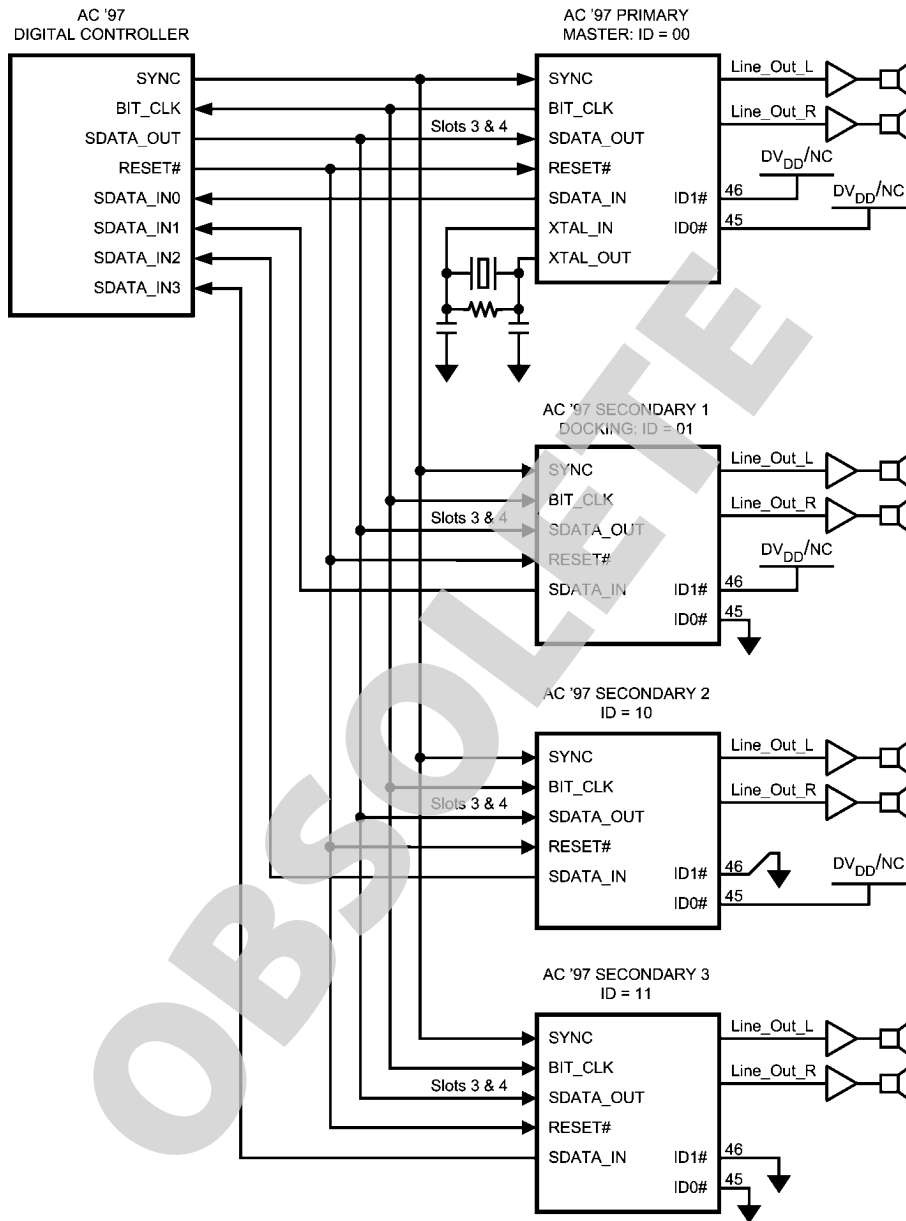 AC '97
DIGITAL CONTROLLER
SYNC
BIT_CLK
SDATA_OUT
RESET#
SDATA_IN0
SDATA_IN1
SDATA_IN2
SDATA_IN3
AC '97 PRIMARY
MASTER: ID = 00
SYNC
BIT_CLK
Slots 3 & 4
SDATA_OUT
RESET#
SDATA_IN
XTAL_IN
XTAL_OUT
ID1#
46
ID0#
45
Line_Out_L
Line_Out_R
DVDD/NC
DVDD/NC
AC '97 SECONDARY 1
DOCKING: ID = 01
SYNC
BIT_CLK
Slots 3 & 4
SDATA_OUT
RESET#
SDATA_IN
ID1#
46
ID0#
45
Line_Out_L
Line_Out_R
DVDD/NC
AC '97 SECONDARY 2
ID = 10
SYNC
BIT_CLK
Slots 3 & 4
SDATA_OUT
RESET#
SDATA_IN
ID1#
46
ID0#
45
Line_Out_L
Line_Out_R
DVDD/NC
AC '97 SECONDARY 3
ID = 11
SYNC
BIT_CLK
Slots 3 & 4
SDATA_OUT
RESET#
SDATA_IN
ID1#
46
ID0#
45
Line_Out_L
Line_Out_R
OBSOLETE